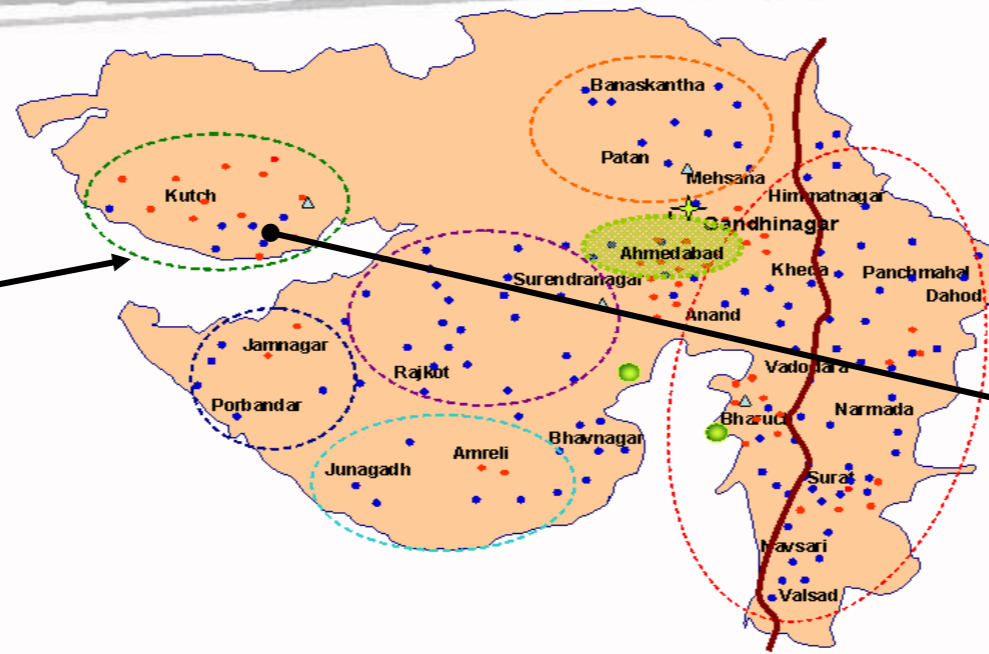 Banaskantha
Patan
Mehsana
Kutch
Himmatnagar
Gandhinagar
Ahmedabad
Surendranagar
Kheda
Panchmahal
Dahod
Anand
Jamnagar
Rajkot
Vadodara
Porbandar
Bharuch
Narmada
Bhavnagar
Amreli
Junagadh
Surat
Navsari
Valsad